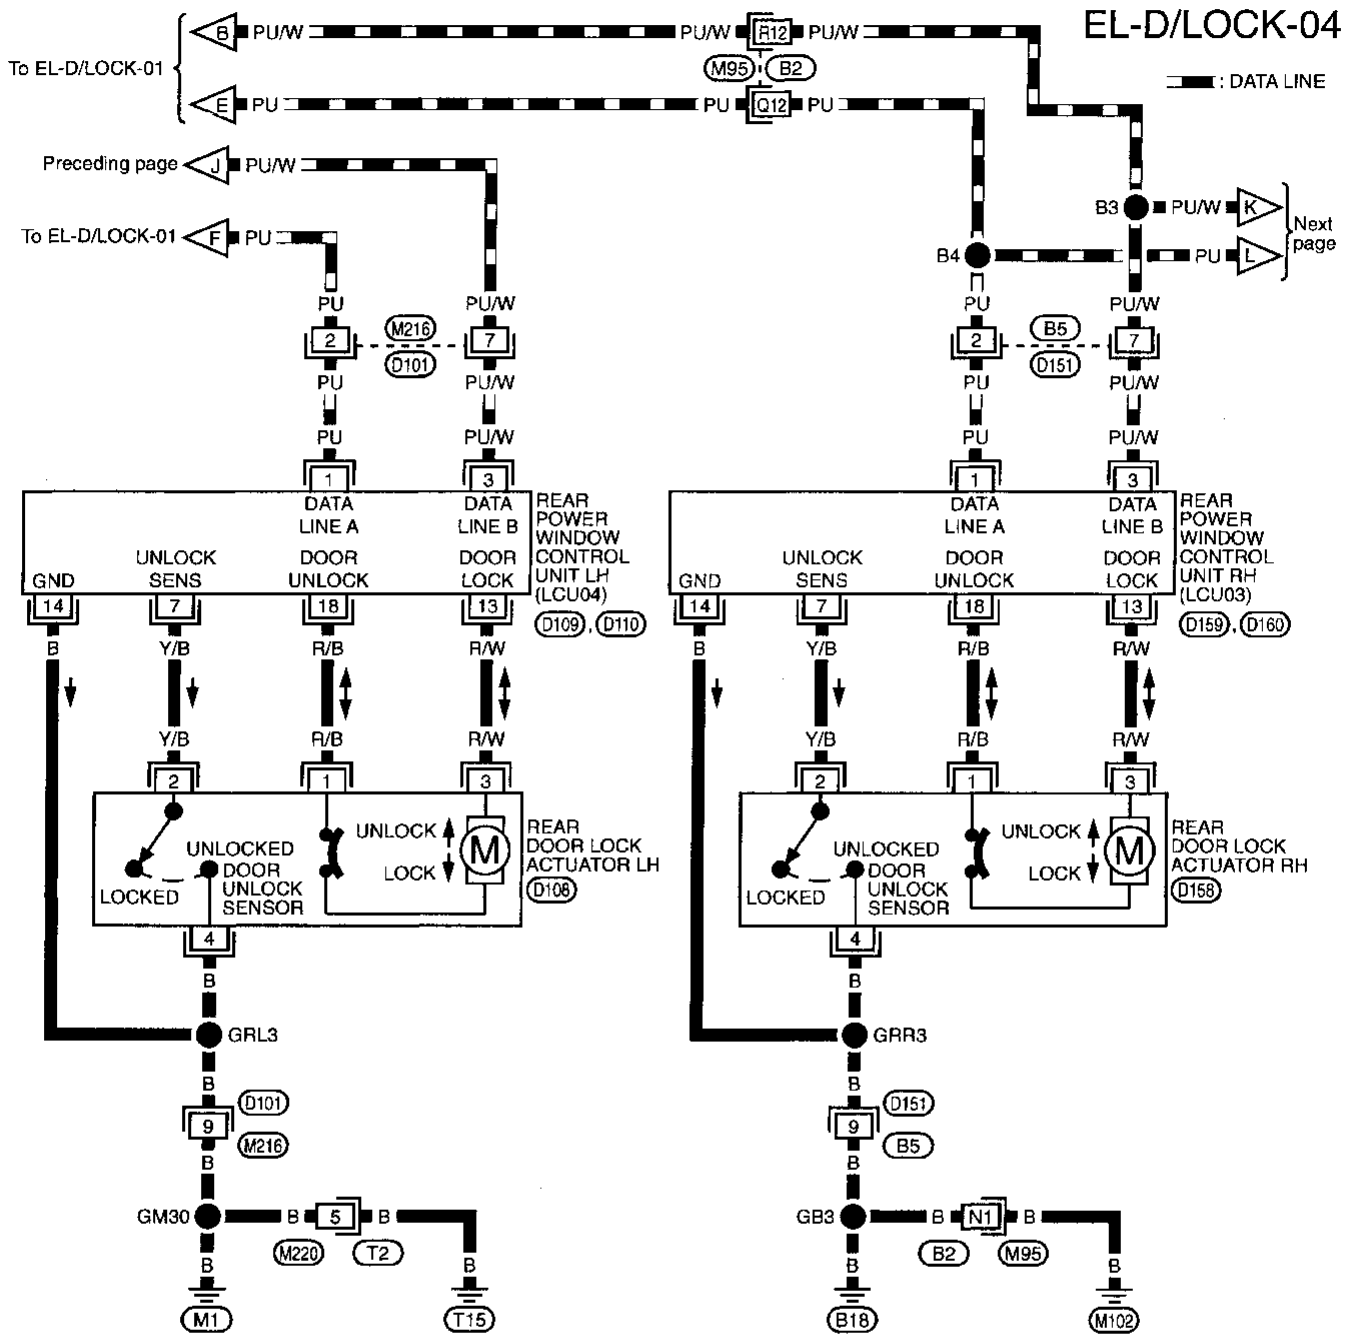 EL-D/LOCK-04
B PU/W PU/W R12 PU/W
To EL-D/LOCK-01
M95 B2
: DATA LINE
E PU PU Q12 PU
Preceding page J PU/W
To EL-D/LOCK-01 F PU
B3 PU/W K
Next
page
B4 PU L
PU PU/W PU PU/W
2 M216 7 2 B5 7
D101 D151
PU PU/W PU PU/W
PU PU/W PU PU/W
1 3 1 3
DATA LINE A
DATA LINE B
REAR
POWER
WINDOW
CONTROL
UNIT LH
(LCU04)
D109, D110
GND
UNLOCK SENS
DOOR UNLOCK
DOOR LOCK
14 7 18 13
DATA LINE A
DATA LINE B
REAR
POWER
WINDOW
CONTROL
UNIT RH
(LCU03)
D159, D160
GND
UNLOCK SENS
DOOR UNLOCK
DOOR LOCK
14 7 18 13
B Y/B R/B R/W B Y/B R/B R/W
Y/B R/B R/W Y/B R/B R/W
2 1 3 2 1 3
UNLOCK
LOCK
M
UNLOCKED
LOCKED
DOOR
UNLOCK
SENSOR
REAR
DOOR LOCK
ACTUATOR LH
D108
UNLOCK
LOCK
M
UNLOCKED
LOCKED
DOOR
UNLOCK
SENSOR
REAR
DOOR LOCK
ACTUATOR RH
D158
4 4
B B
GRL3 GRR3
B B
D101 D151
9 9
M216 B5
B B
GM30 B 5 B GB3 B N1 B
M220 T2 B2 M95
B B B B
M1 T15 B18 M102